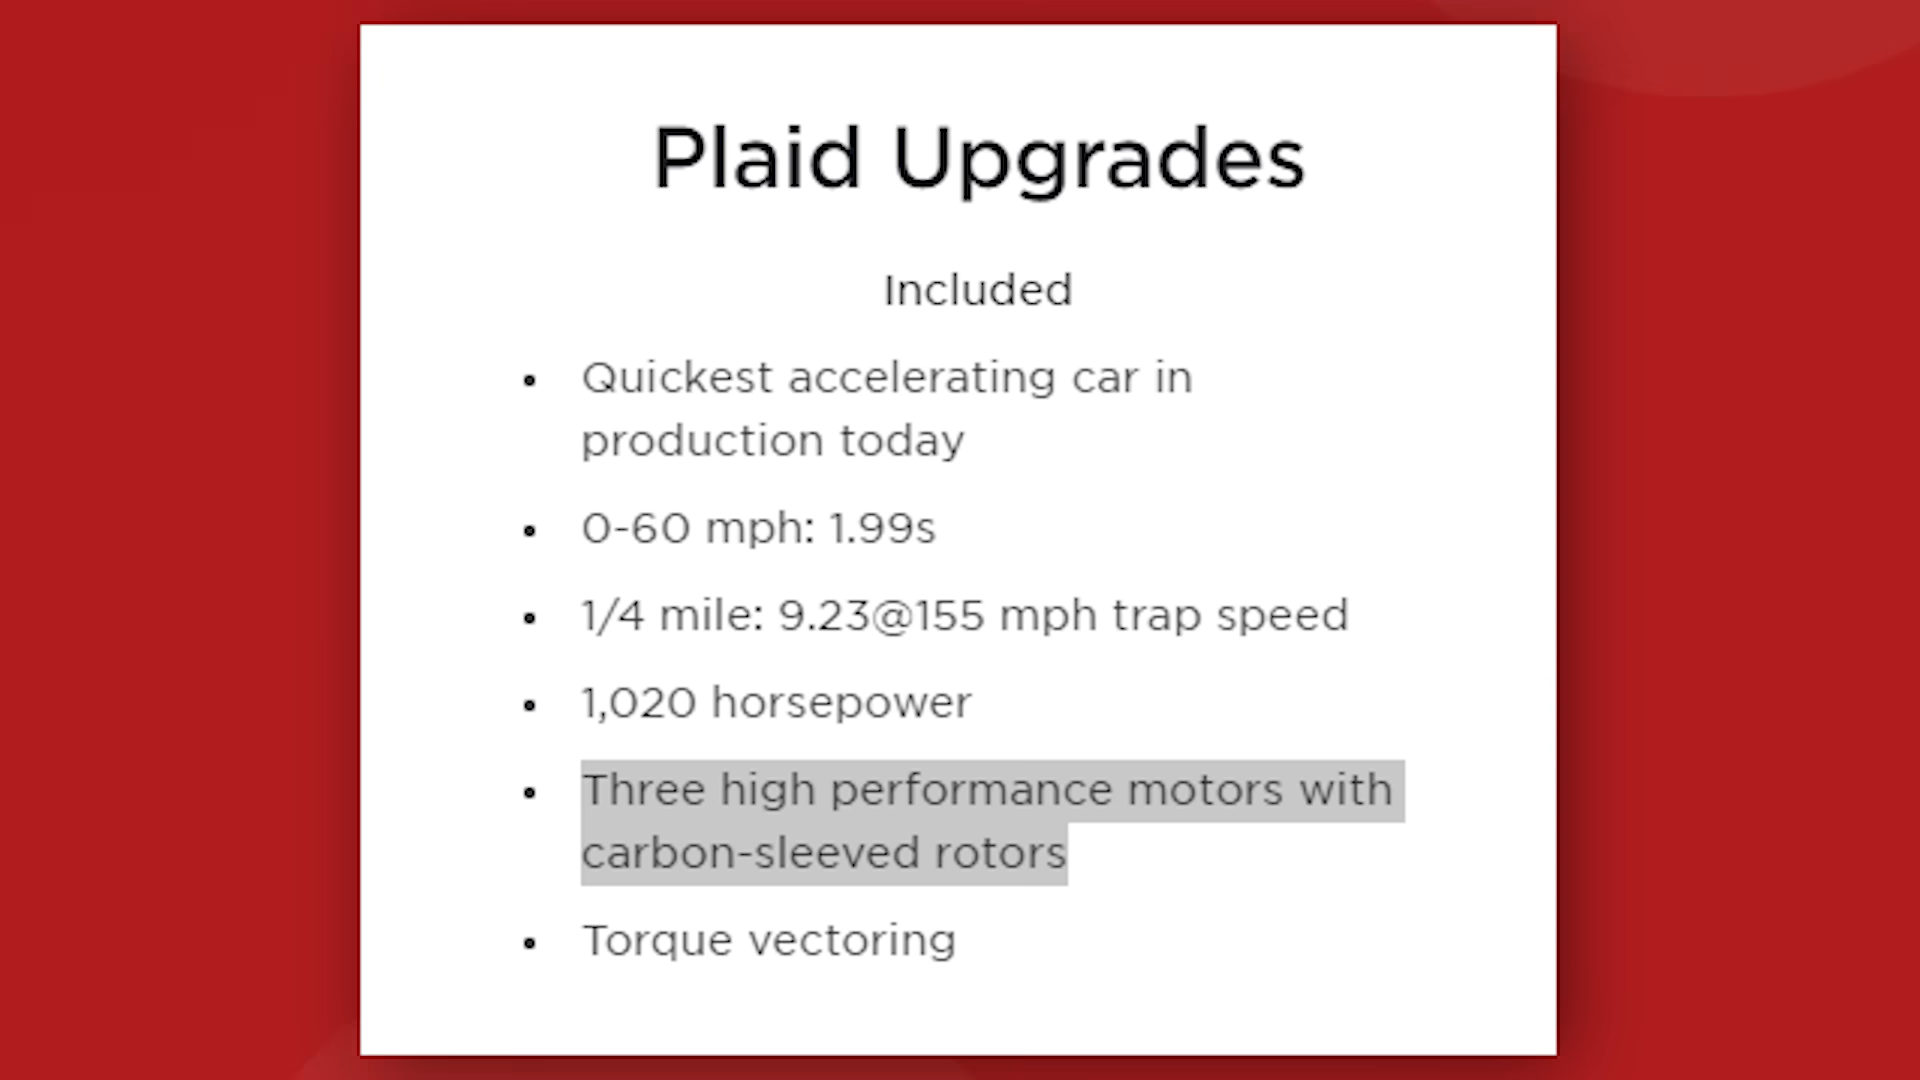 Plaid Upgrades
Included
• Quickest accelerating car in
production today
• 0-60 mph: 1.99s
• 1/4 mile: 9.23@155 mph trap speed
• 1,020 horsepower
• Three high performance motors with
carbon-sleeved rotors
• Torque vectoring